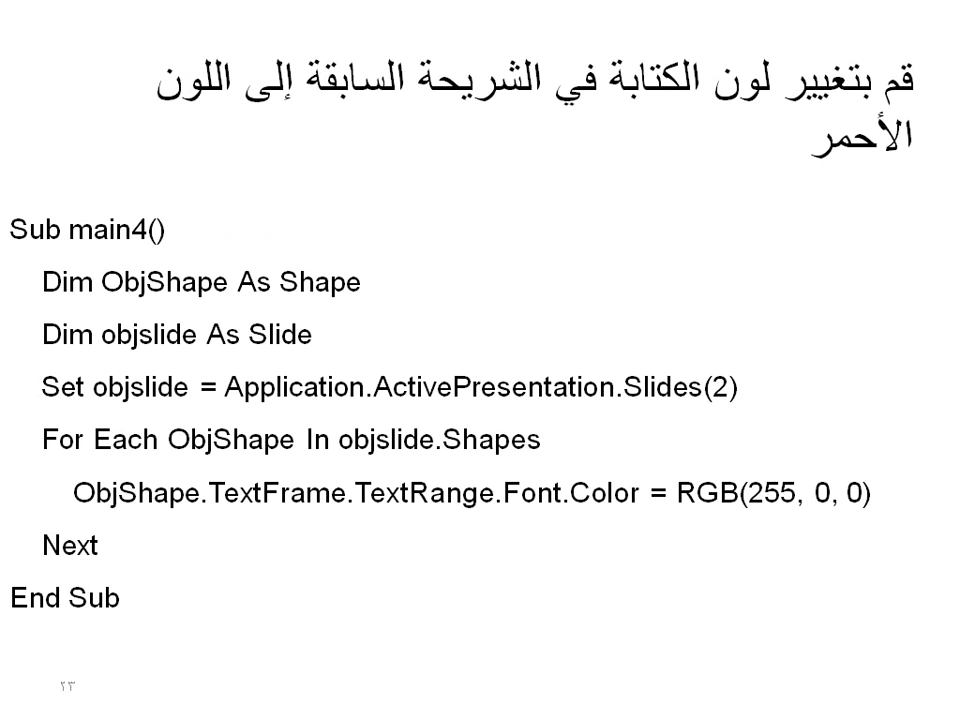 قم بتغيير لون الكتابة في الشريحة السابقة إلى اللون
الأحمر
Sub main4()
Dim ObjShape As Shape
Dim objslide As Slide
Set objslide = Application.ActivePresentation.Slides(2)
For Each ObjShape In objslide.Shapes
ObjShape.TextFrame.TextRange.Font.Color = RGB(255, 0, 0)
Next
End Sub
٢٣